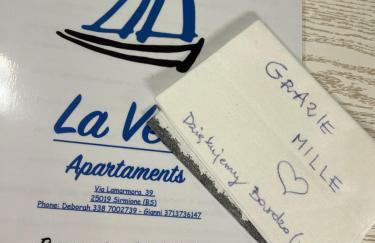 La Ve
Apartaments
Via Lamarmora, 39,
25019 Sirmione (BS)
Phone: Deborah 338 7002739 - Gianni 3713736147
GRAZIE
MILLE
Dziękujemy Bardzo